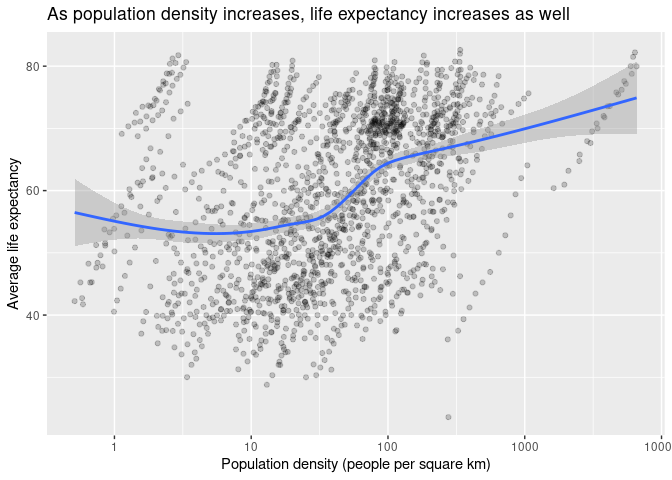 As population density increases, life expectancy increases as well
80
60
40
Average life expectancy
1 10 100 1000 1000
Population density (people per square km)